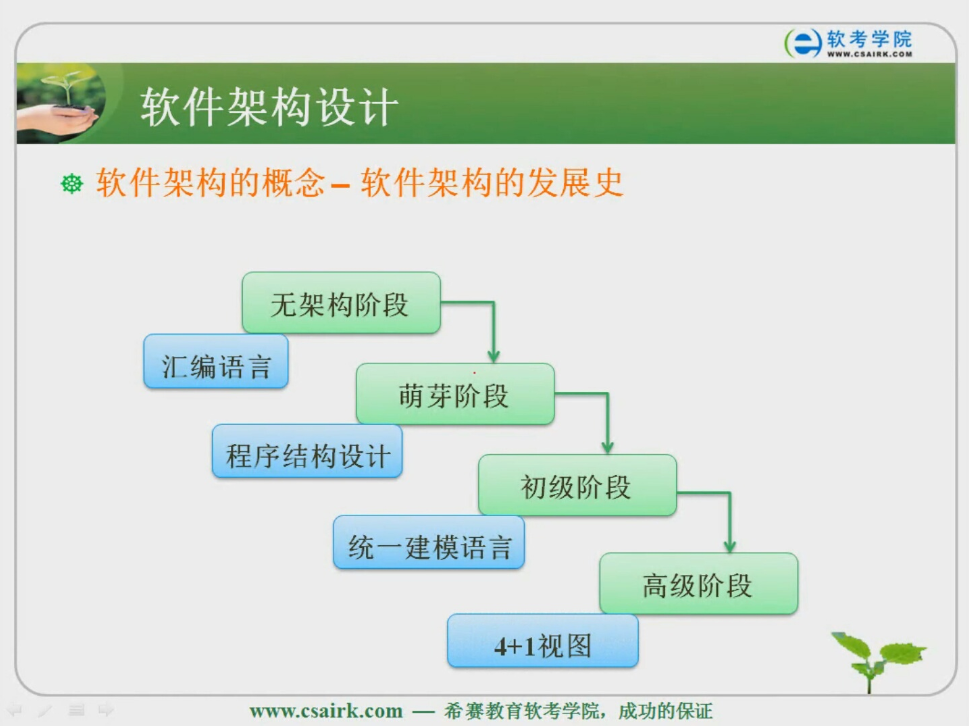 软考学院
WWW.CSAIRK.COM
软件架构设计
软件架构的概念– 软件架构的发展史
无架构阶段
汇编语言
萌芽阶段
程序结构设计
初级阶段
统一建模语言
高级阶段
4+1视图
www.csairk.com — 希赛教育软考学院，成功的保证